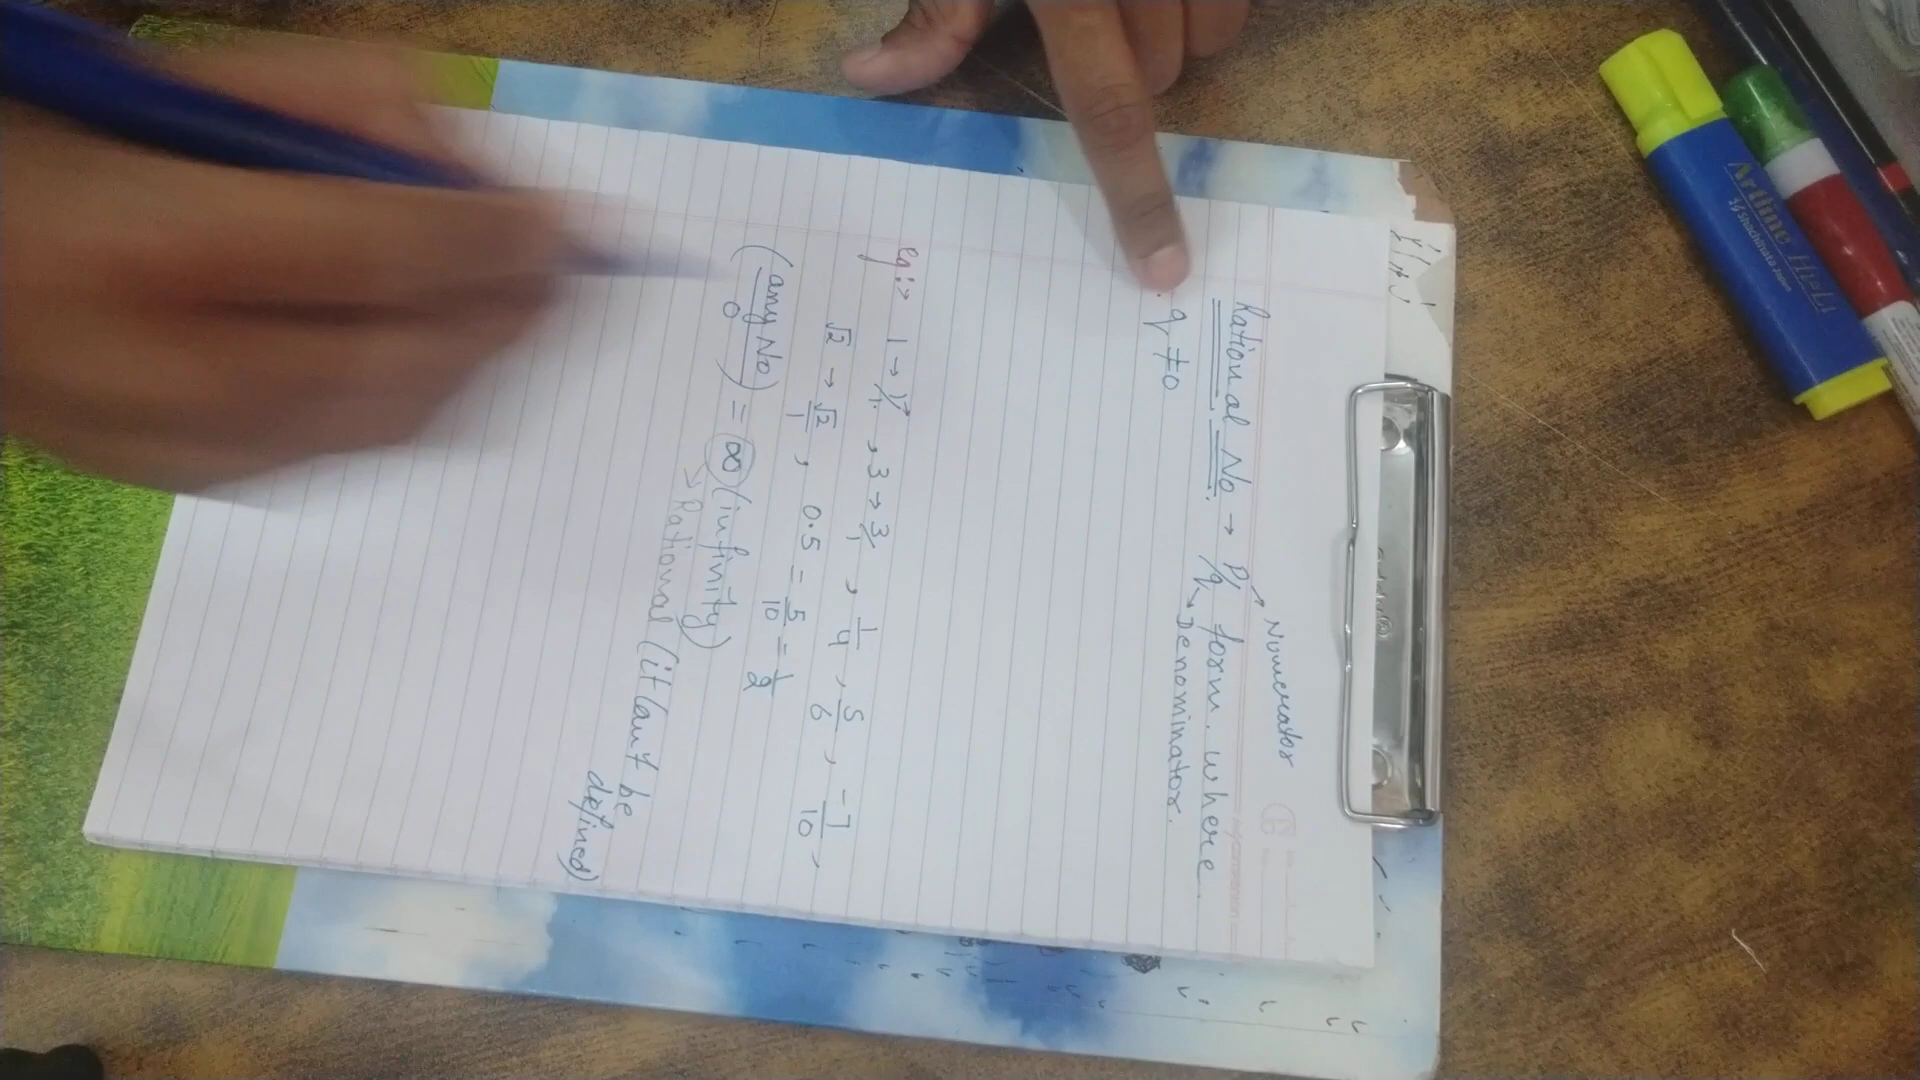 Numerator
Rational No. → P/q form. where
Denominator.
q ≠ 0
eg:→ 1 → 1/1, 3 → 3/1, 1/4, 5/6, -7/10,
√2 → √2/1, 0.5 = 5/10 = 1/2
(any No/0) = ∞ (infinity)
→ Rational (it can't be
defined)
Artline HI-LI